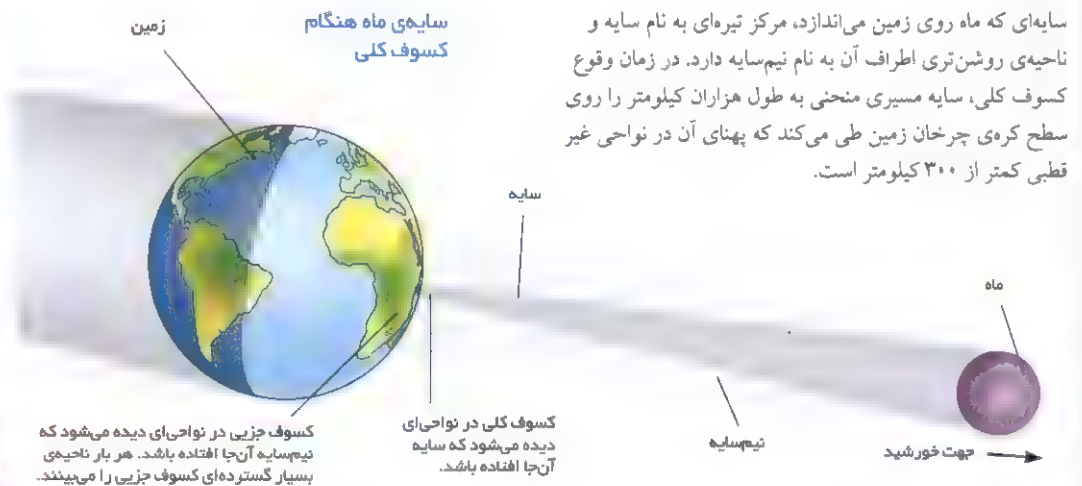 سایه‌ای که ماه روی زمین می‌اندازد، مرکز تیره‌ای به نام سایه و
ناحیه‌ی روشن‌تری اطراف آن به نام نیم‌سایه دارد. در زمان وقوع
کسوف کلی، سایه مسیری منحنی به طول هزاران کیلومتر را روی
سطح کره‌ی چرخان زمین طی می‌کند که پهنای آن در نواحی غیر
قطبی کمتر از ۳۰۰ کیلومتر است.
سایه‌ی ماه هنگام
کسوف کلی
زمین
سایه
ماه
نیم‌سایه
جهت خورشید
کسوف کلی در نواحی‌ای
دیده می‌شود که سایه
آن‌جا افتاده باشد.
کسوف جزیی در نواحی‌ای دیده می‌شود که
نیم‌سایه آن‌جا افتاده باشد. هر بار ناحیه‌ی
بسیار گسترده‌ای کسوف جزیی را می‌بینند.